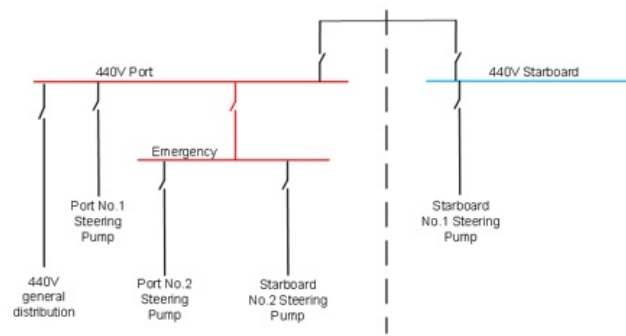 440V Port
440V Starboard
Emergency
Port No.1
Steering
Pump
Starboard
No.1 Steering
Pump
440V
general
distribution
Port No.2
Steering
Pump
Starboard
No.2 Steering
Pump